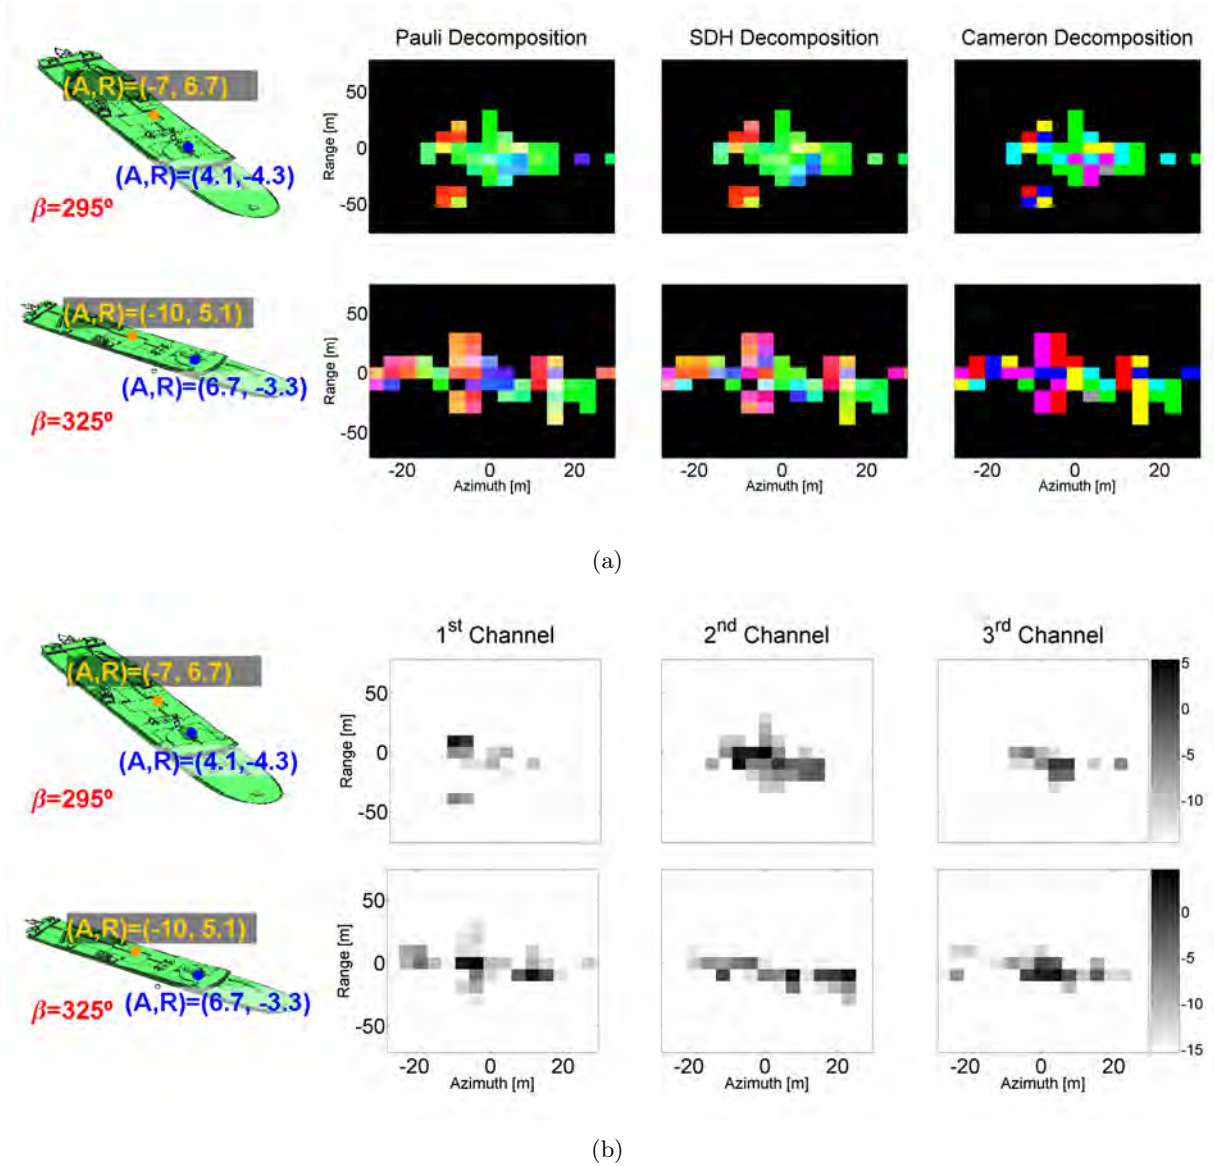 Pauli Decomposition SDH Decomposition Cameron Decomposition
(A,R)=(-7, 6.7)
(A,R)=(4.1,-4.3)
β=295º
Range [m]
50
0
-50
(A,R)=(-10, 5.1)
(A,R)=(6.7, -3.3)
β=325º
Range [m]
50
0
-50
-20 0 20 -20 0 20 -20 0 20
Azimuth [m] Azimuth [m] Azimuth [m]
(a)
1st Channel 2nd Channel 3rd Channel
(A,R)=(-7, 6.7)
(A,R)=(4.1,-4.3)
β=295º
Range [m]
50
0
-50
5
0
-5
-10
(A,R)=(-10, 5.1)
(A,R)=(6.7, -3.3)
β=325º
Range [m]
50
0
-50
0
-5
-10
-15
-20 0 20 -20 0 20 -20 0 20
Azimuth [m] Azimuth [m] Azimuth [m]
(b)